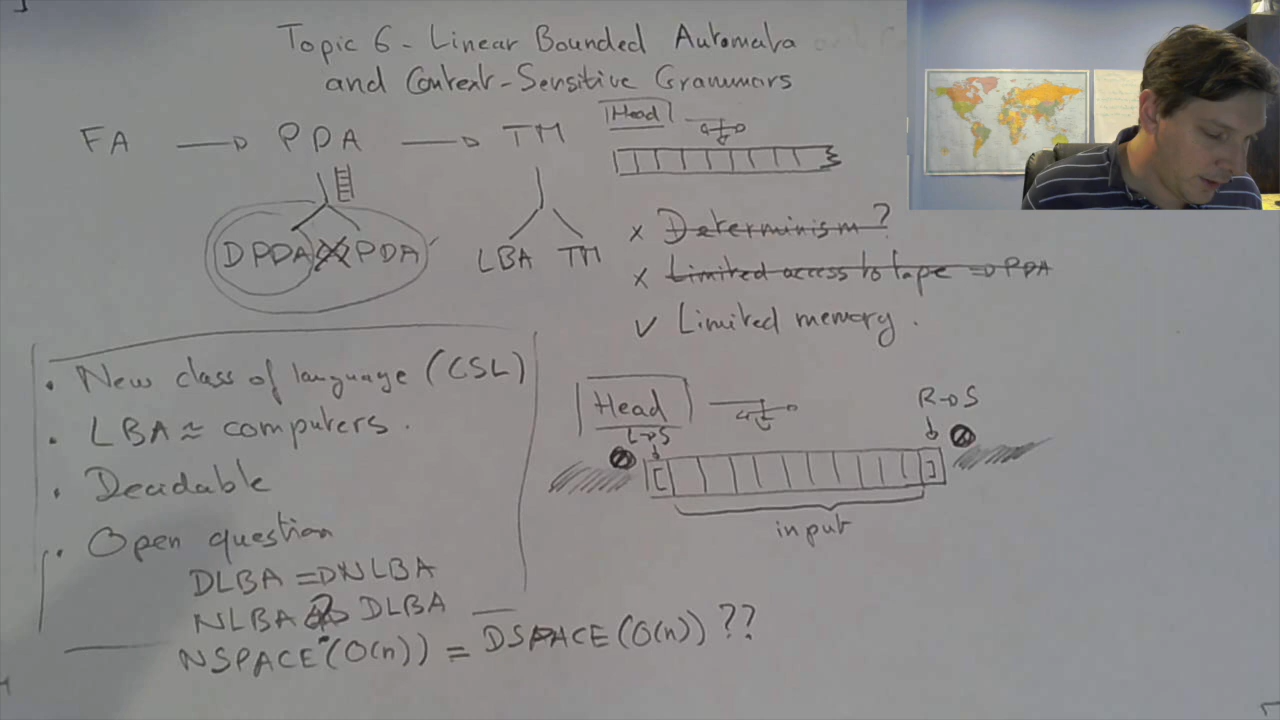 Topic 6 - Linear Bounded Automata
and Context-Sensitive Grammars
FA → PDA → TM
Head
DPDA PDA
LBA TM
x Determinism?
x Limited access to tape => PDA
v Limited memory.
• New class of language (CSL)
• LBA ≈ computers.
• Decidable
• Open question
DLBA => NLBA
NLBA ? DLBA
NSPACE (O(n)) = DSPACE (O(n)) ??
Head
R→S
L→S
[ ]
input